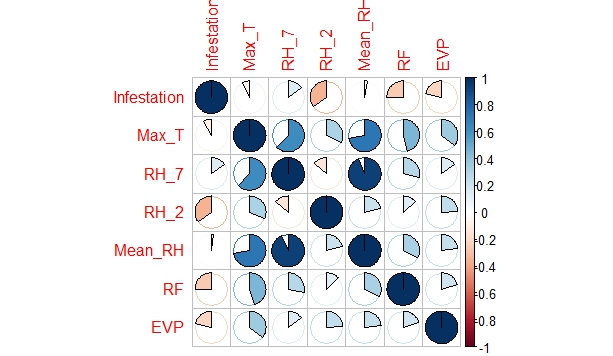 Infestation
Max_T
RH_7
RH_2
Mean_RH
RF
EVP
Infestation
Max_T
RH_7
RH_2
Mean_RH
RF
EVP
1
0.8
0.6
0.4
0.2
0
-0.2
-0.4
-0.6
-0.8
-1